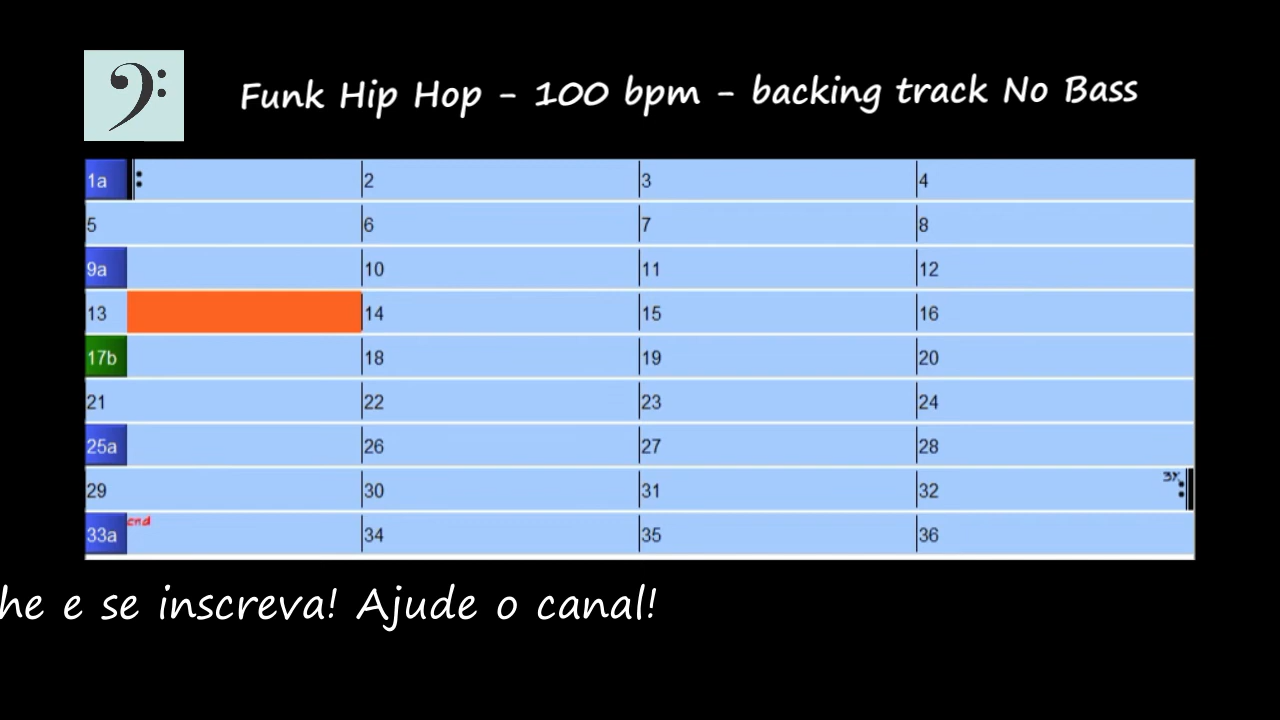 Funk Hip Hop - 100 bpm - backing track No Bass
1a 2 3 4
5 6 7 8
9a 10 11 12
13 14 15 16
17b 18 19 20
21 22 23 24
25a 26 27 28
29 30 31 32 3x
33a end 34 35 36
he e se inscreva! Ajude o canal!